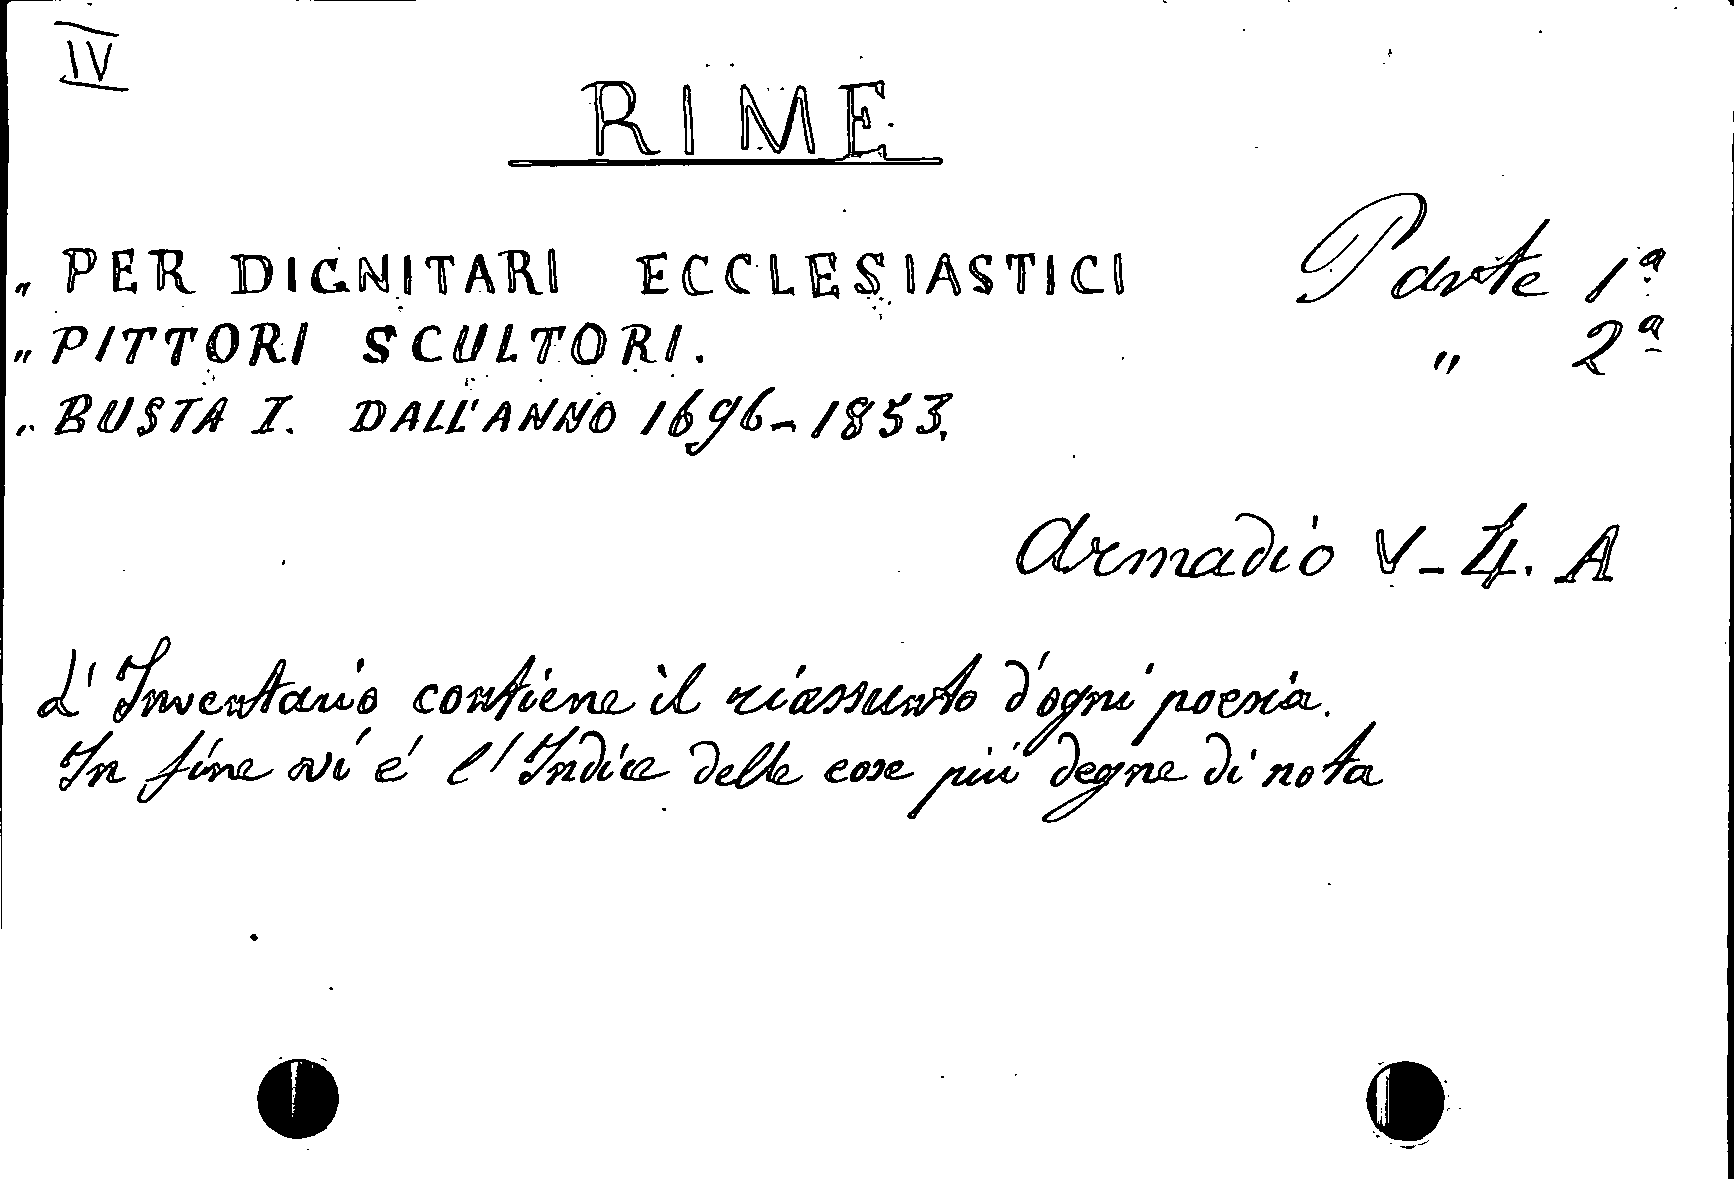 IV
RIME
„ PER DIGNITARI ECCLESIASTICI Parte 1ª
„ PITTORI SCULTORI. „ 2ª
„ BUSTA I. DALL'ANNO 1696-1853.
Armadio V-4. A
L'Inventario contiene il riassunto d'ogni poesia.
In fine vi é l'Indice delle cose piú degne di nota